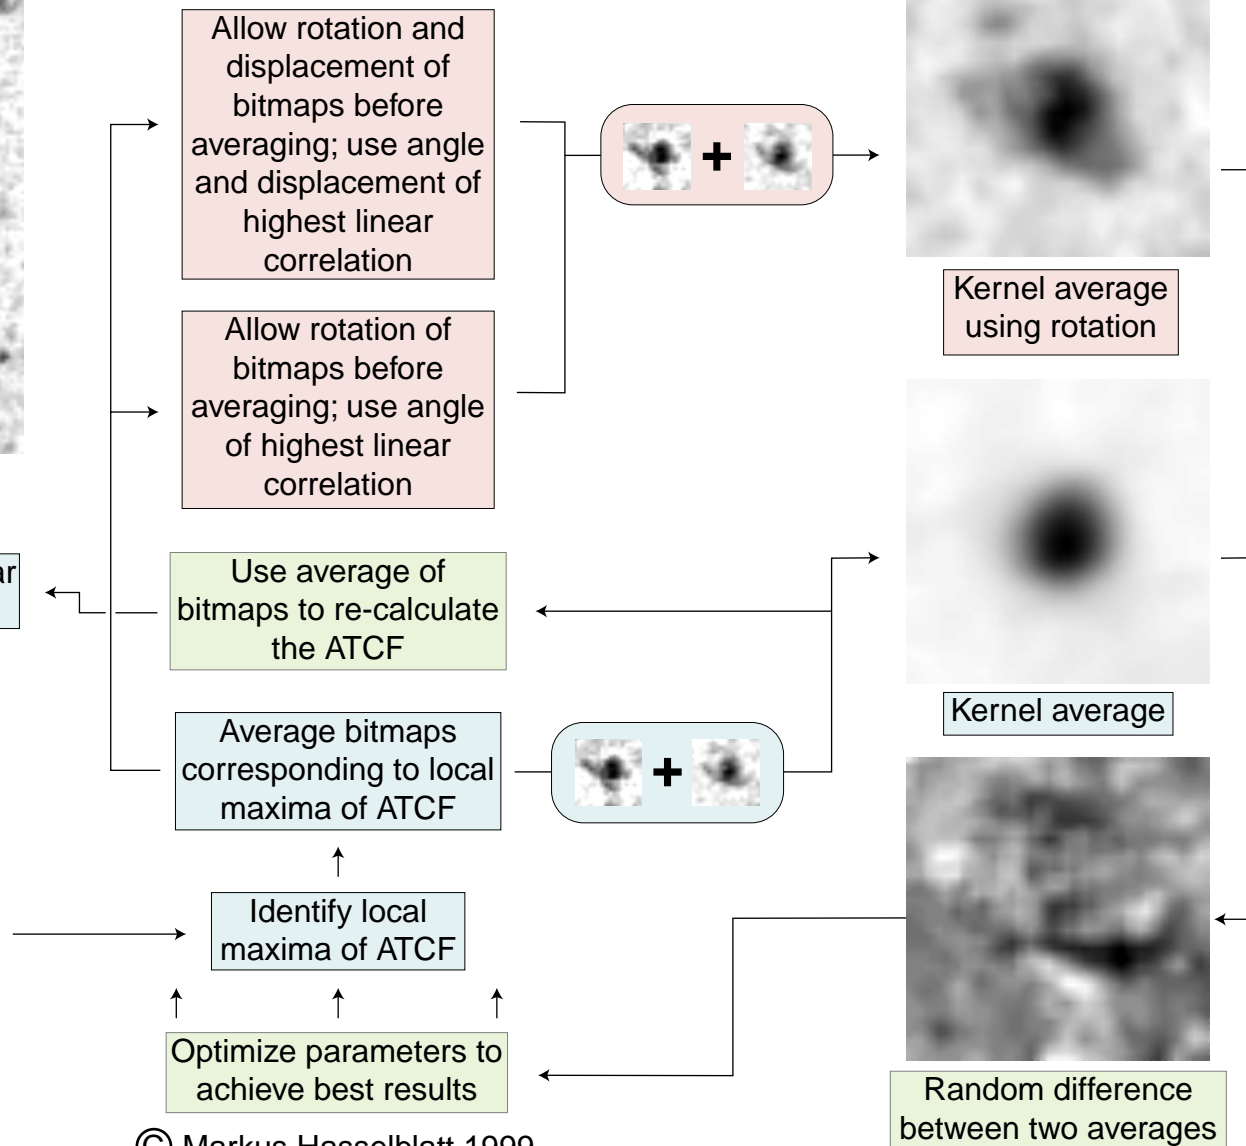 Allow rotation and
displacement of
bitmaps before
averaging; use angle
and displacement of
highest linear
correlation
Kernel average
using rotation
Allow rotation of
bitmaps before
averaging; use angle
of highest linear
correlation
ar
Use average of
bitmaps to re-calculate
the ATCF
Kernel average
Average bitmaps
corresponding to local
maxima of ATCF
Identify local
maxima of ATCF
Optimize parameters to
achieve best results
Random difference
between two averages
© Markus Hasselblatt 1999